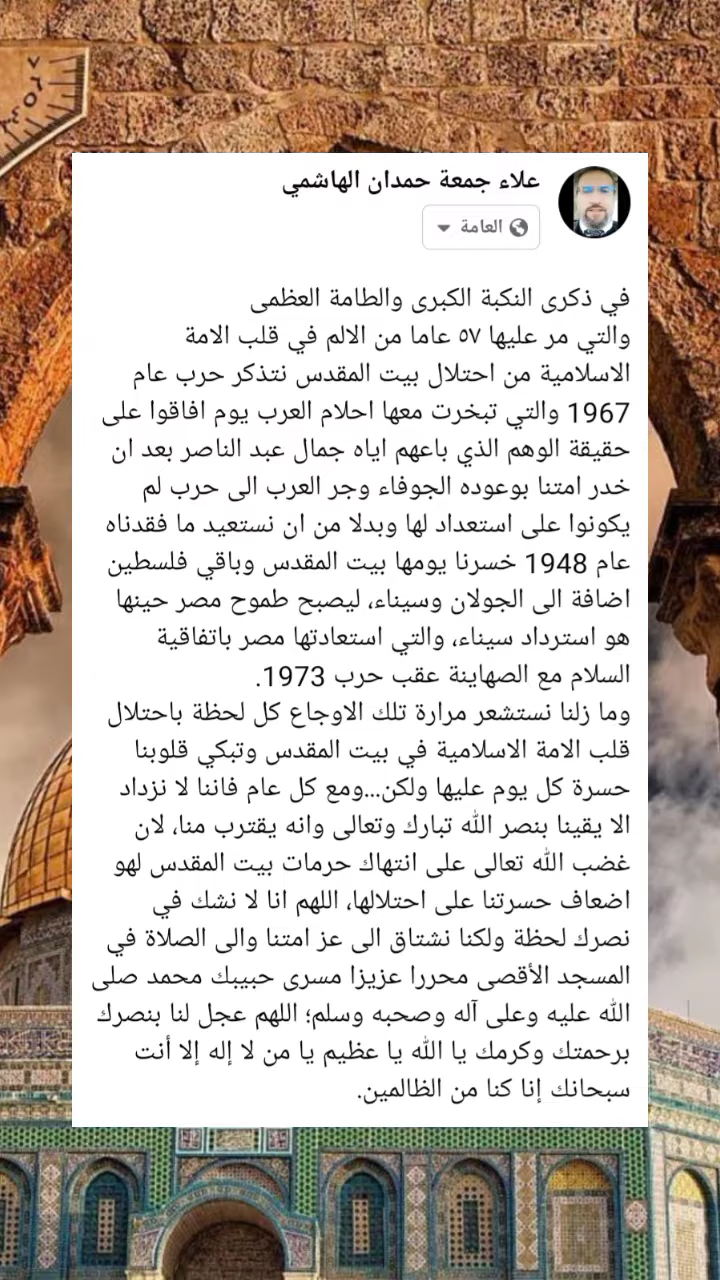 علاء جمعة حمدان الهاشمي
العامة
في ذكرى النكبة الكبرى والطامة العظمى
والتي مر عليها ٥٧ عاما من الالم في قلب الامة
الاسلامية من احتلال بيت المقدس نتذكر حرب عام
1967 والتي تبخرت معها احلام العرب يوم افاقوا على
حقيقة الوهم الذي باعهم اياه جمال عبد الناصر بعد ان
خدر امتنا بوعوده الجوفاء وجر العرب الى حرب لم
يكونوا على استعداد لها وبدلا من ان نستعيد ما فقدناه
عام 1948 خسرنا يومها بيت المقدس وباقي فلسطين
اضافة الى الجولان وسيناء، ليصبح طموح مصر حينها
هو استرداد سيناء، والتي استعادتها مصر باتفاقية
السلام مع الصهاينة عقب حرب 1973.
وما زلنا نستشعر مرارة تلك الاوجاع كل لحظة باحتلال
قلب الامة الاسلامية في بيت المقدس وتبكي قلوبنا
حسرة كل يوم عليها ولكن...ومع كل عام فاننا لا نزداد
الا يقينا بنصر الله تبارك وتعالى وانه يقترب منا، لان
غضب الله تعالى على انتهاك حرمات بيت المقدس لهو
اضعاف حسرتنا على احتلالها، اللهم انا لا نشك في
نصرك لحظة ولكنا نشتاق الى عز امتنا والى الصلاة في
المسجد الأقصى محررا عزيزا مسرى حبيبك محمد صلى
الله عليه وعلى آله وصحبه وسلم؛ اللهم عجل لنا بنصرك
برحمتك وكرمك يا الله يا عظيم يا من لا إله إلا أنت
سبحانك إنا كنا من الظالمين.